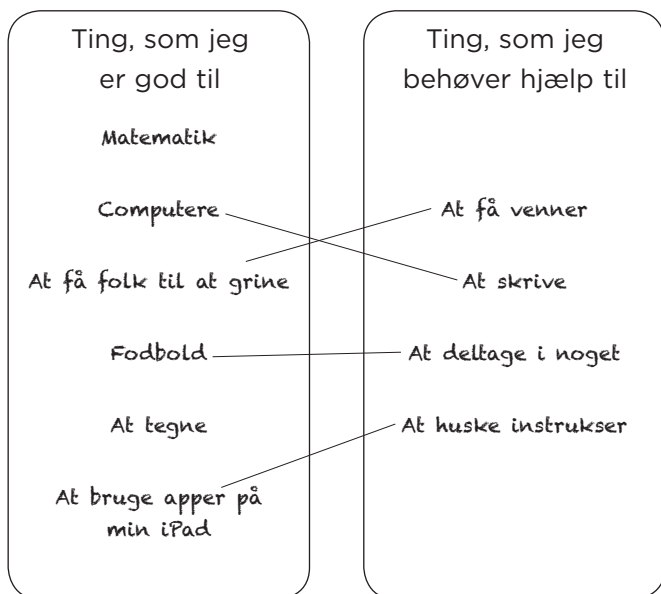 Ting, som jeg
er god til
Matematik
Computere
At få folk til at grine
Fodbold
At tegne
At bruge apper på
min iPad
Ting, som jeg
behøver hjælp til
At få venner
At skrive
At deltage i noget
At huske instrukser